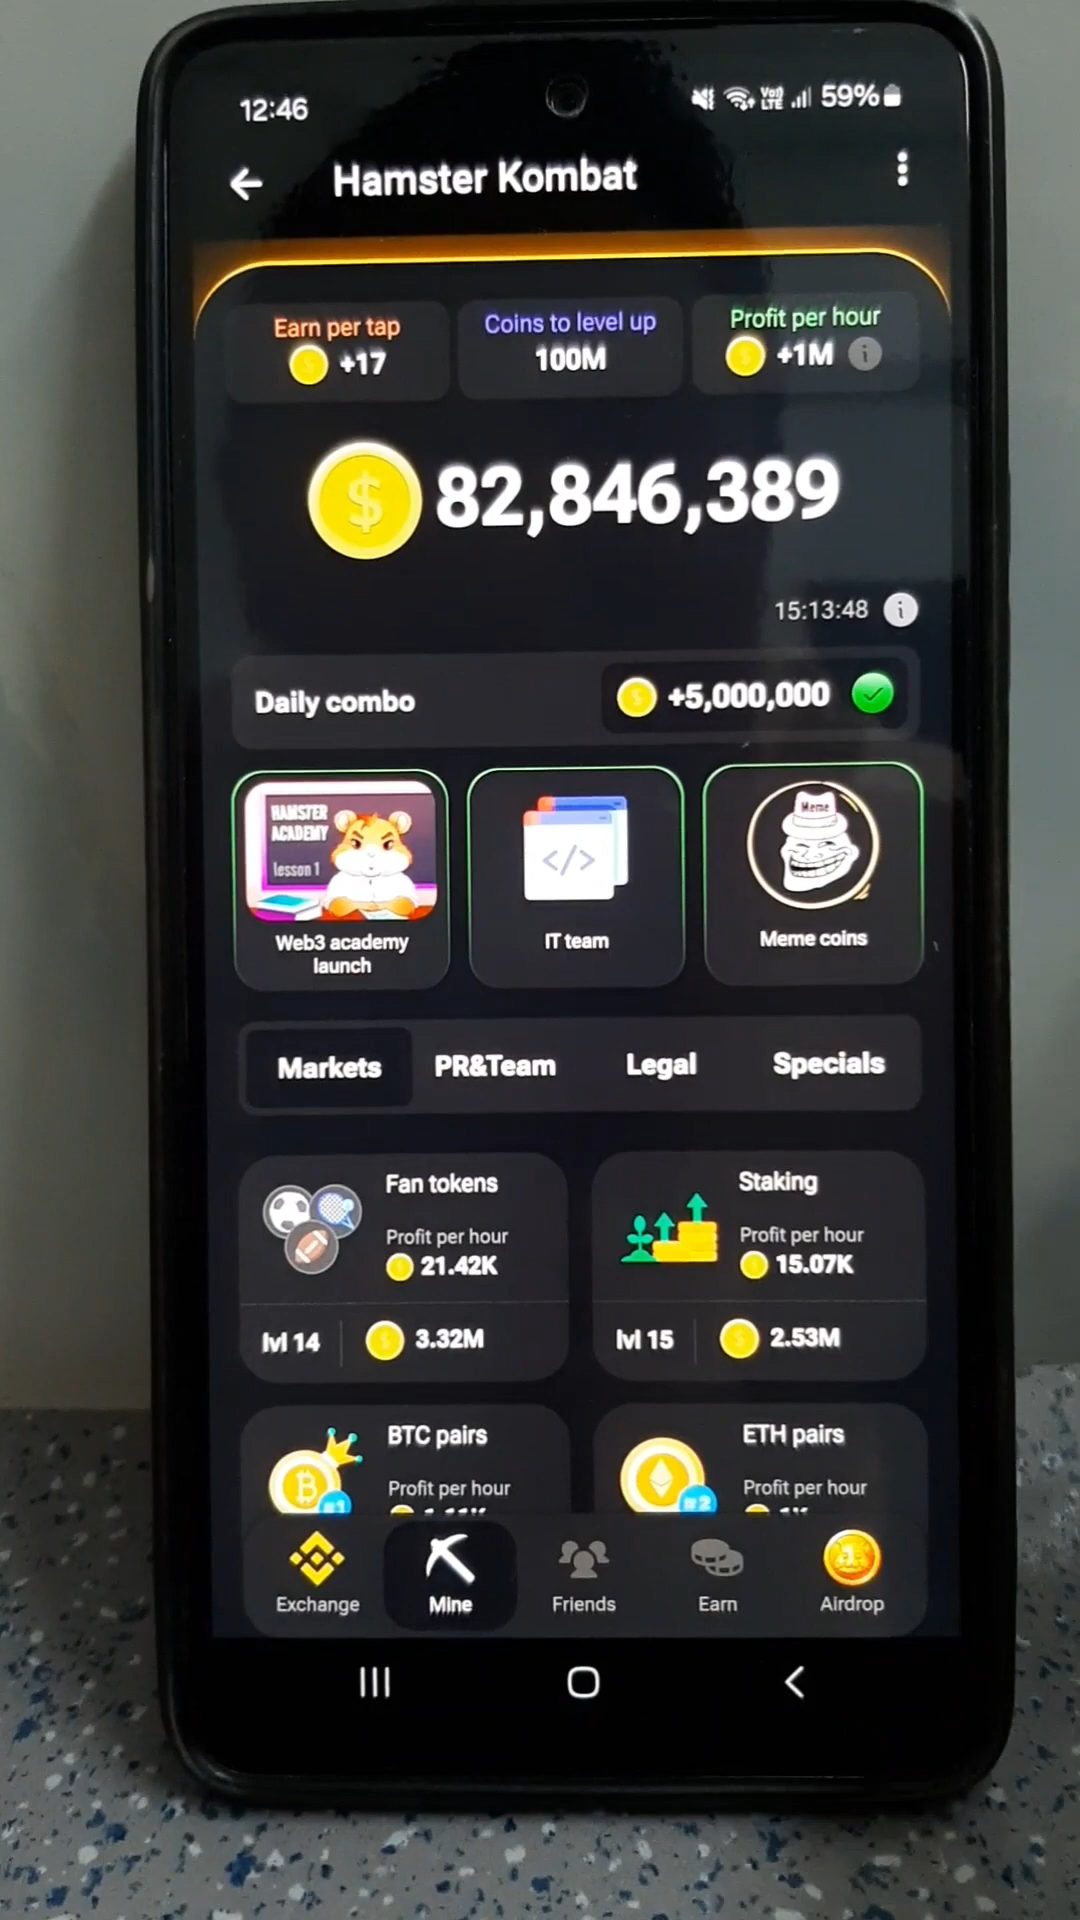 12:46
Vo)) LTE 59%
Hamster Kombat
Earn per tap
+17
Coins to level up
100M
Profit per hour
+1M
82,846,389
15:13:48
Daily combo
+5,000,000
HAMSTER
ACADEMY
lesson 1
Web3 academy
launch
</>
IT team
Meme
Meme coins
Markets
PR&Team
Legal
Specials
Fan tokens
Profit per hour
21.42K
lvl 14
3.32M
Staking
Profit per hour
15.07K
lvl 15
2.53M
BTC pairs
Profit per hour
#1
ETH pairs
Profit per hour
#2
Exchange
Mine
Friends
Earn
Airdrop